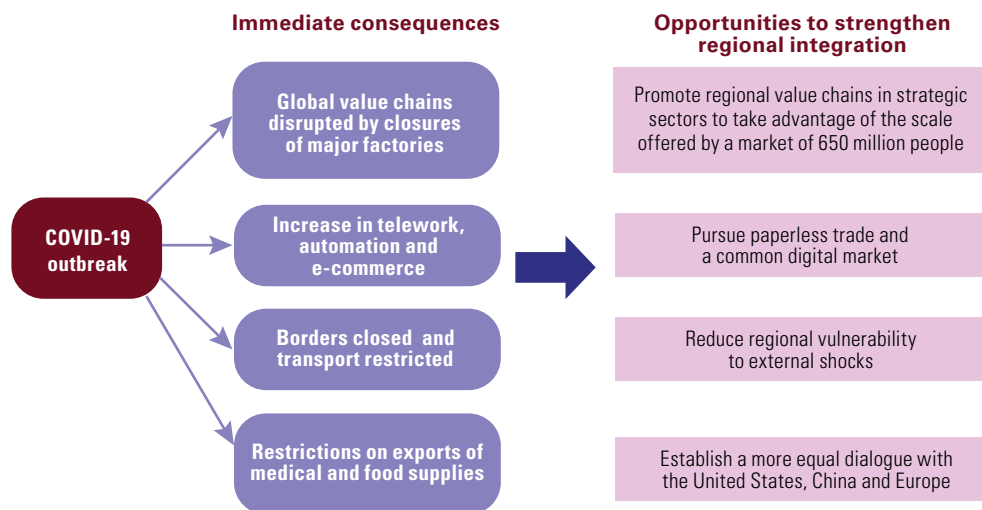 Immediate consequences
Opportunities to strengthen
regional integration
COVID-19
outbreak
Global value chains
disrupted by closures
of major factories
Increase in telework,
automation and
e-commerce
Borders closed and
transport restricted
Restrictions on exports of
medical and food supplies
Promote regional value chains in strategic
sectors to take advantage of the scale
offered by a market of 650 million people
Pursue paperless trade and
a common digital market
Reduce regional vulnerability
to external shocks
Establish a more equal dialogue with
the United States, China and Europe